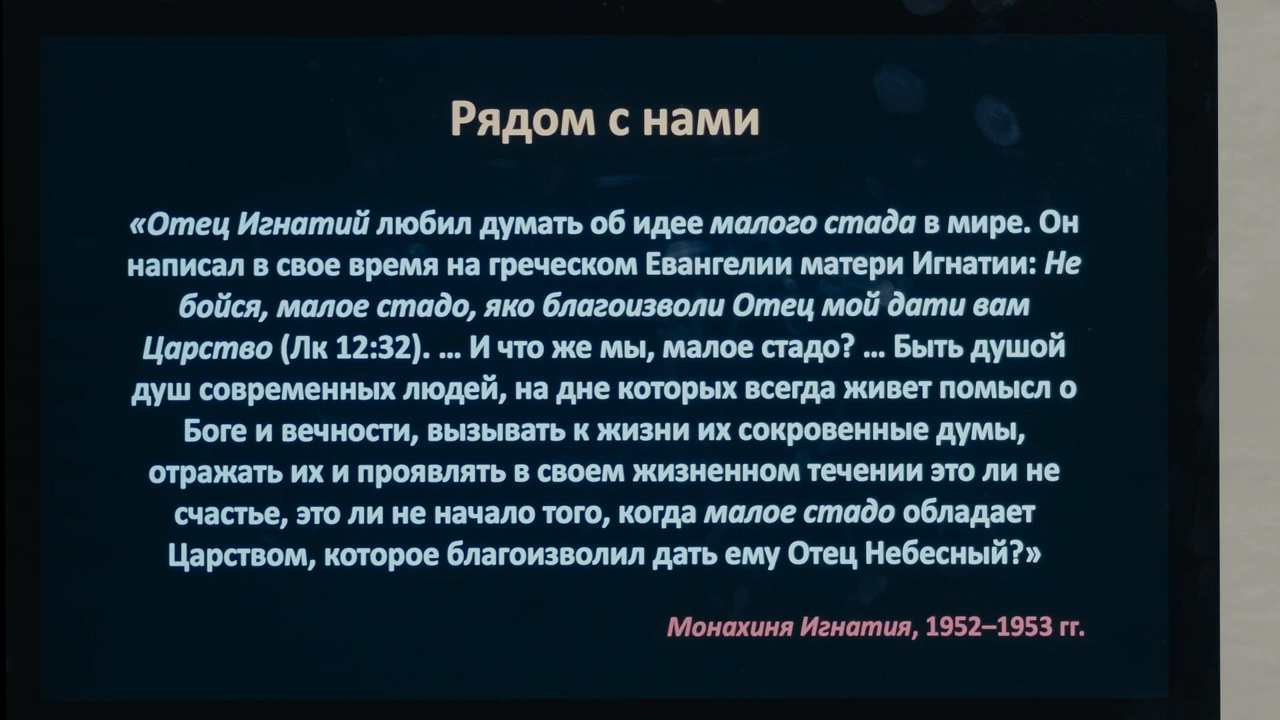 Рядом с нами
«Отец Игнатий любил думать об идее малого стада в мире. Он
написал в свое время на греческом Евангелии матери Игнатии: Не
бойся, малое стадо, яко благоизволи Отец мой дати вам
Царство (Лк 12:32). ... И что же мы, малое стадо? ... Быть душой
душ современных людей, на дне которых всегда живет помысл о
Боге и вечности, вызывать к жизни их сокровенные думы,
отражать их и проявлять в своем жизненном течении это ли не
счастье, это ли не начало того, когда малое стадо обладает
Царством, которое благоизволил дать ему Отец Небесный?»
Монахиня Игнатия, 1952–1953 гг.